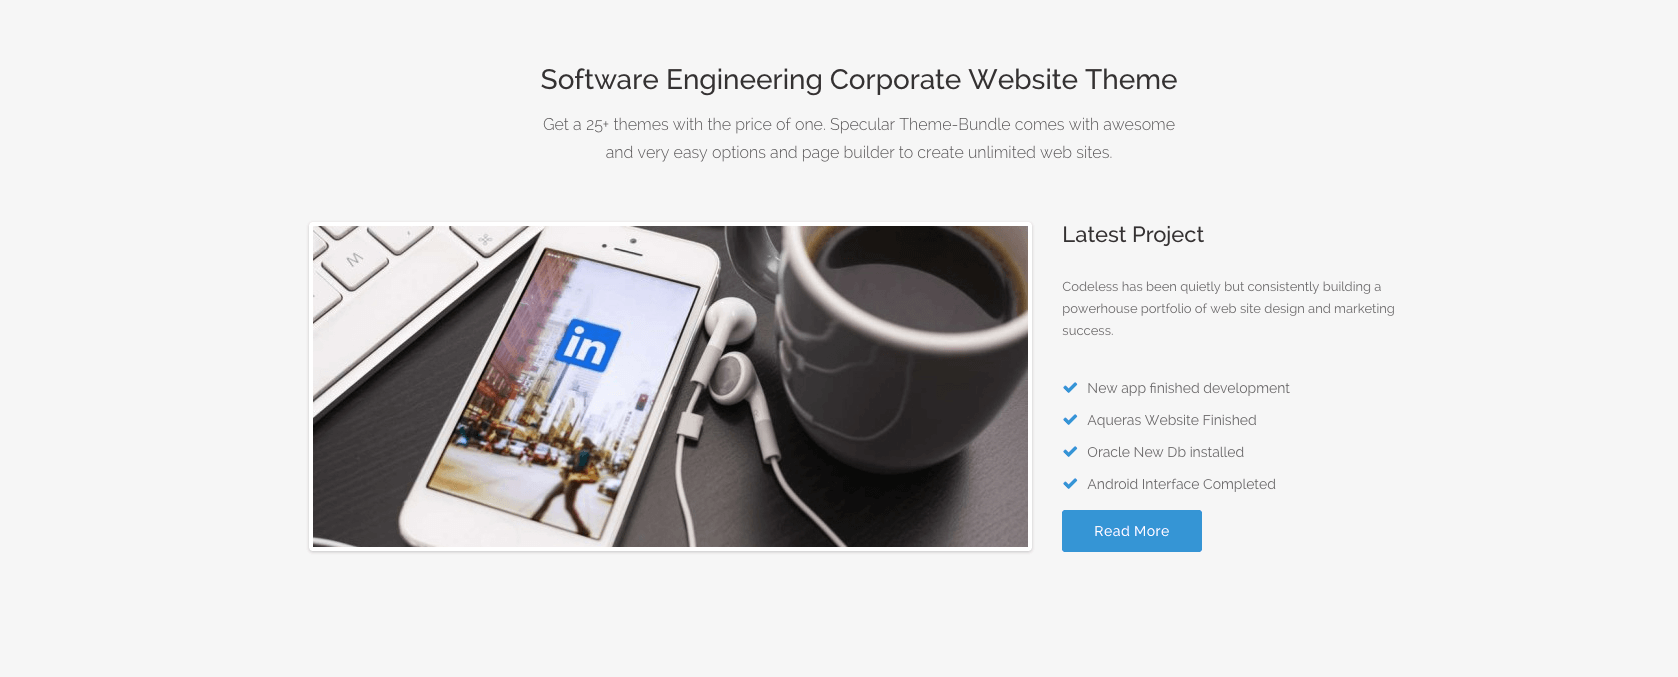 Software Engineering Corporate Website Theme
Get a 25+ themes with the price of one. Specular Theme-Bundle comes with awesome
and very easy options and page builder to create unlimited web sites.
M
in
Latest Project
Codeless has been quietly but consistently building a
powerhouse portfolio of web site design and marketing
success.
New app finished development
Aqueras Website Finished
Oracle New Db installed
Android Interface Completed
Read More